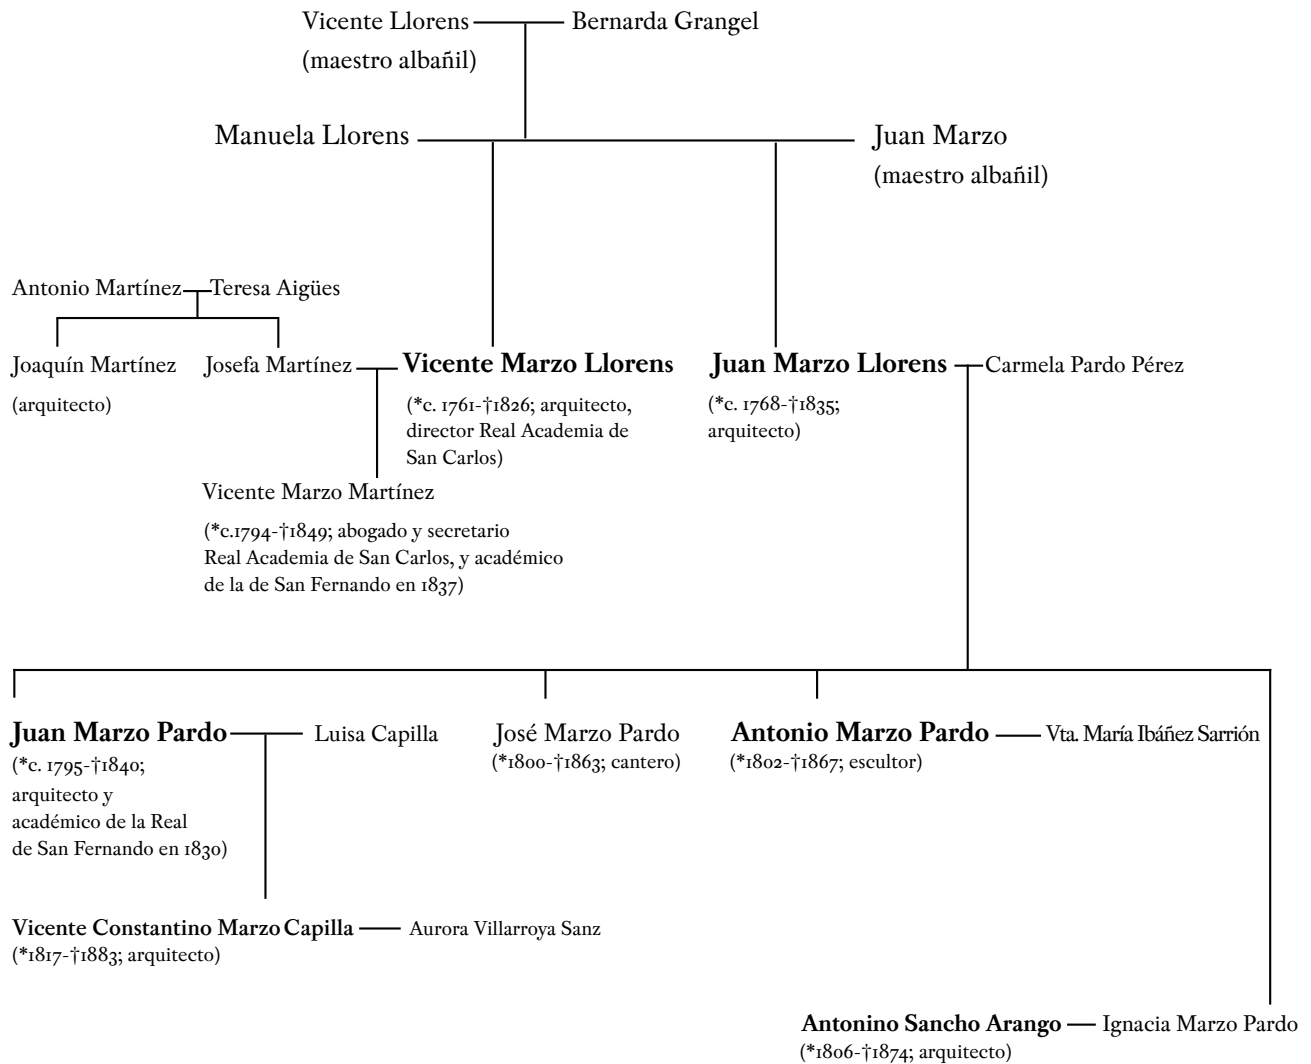 Vicente Llorens
Bernarda Grangel
(maestro albañil)
Manuela Llorens
Juan Marzo
(maestro albañil)
Antonio Martínez
Teresa Aigües
Joaquín Martínez
(arquitecto)
Josefa Martínez
Vicente Marzo Llorens
(*c. 1761-†1826; arquitecto,
director Real Academia de
San Carlos)
Juan Marzo Llorens
(*c. 1768-†1835;
arquitecto)
Carmela Pardo Pérez
Vicente Marzo Martínez
(*c.1794-†1849; abogado y secretario
Real Academia de San Carlos, y académico
de la de San Fernando en 1837)
Juan Marzo Pardo
(*c. 1795-†1840;
arquitecto y
académico de la Real
de San Fernando en 1830)
Luisa Capilla
José Marzo Pardo
(*1800-†1863; cantero)
Antonio Marzo Pardo
(*1802-†1867; escultor)
Vta. María Ibáñez Sarrión
Vicente Constantino Marzo Capilla
(*1817-†1883; arquitecto)
Aurora Villarroya Sanz
Antonino Sancho Arango
(*1806-†1874; arquitecto)
Ignacia Marzo Pardo